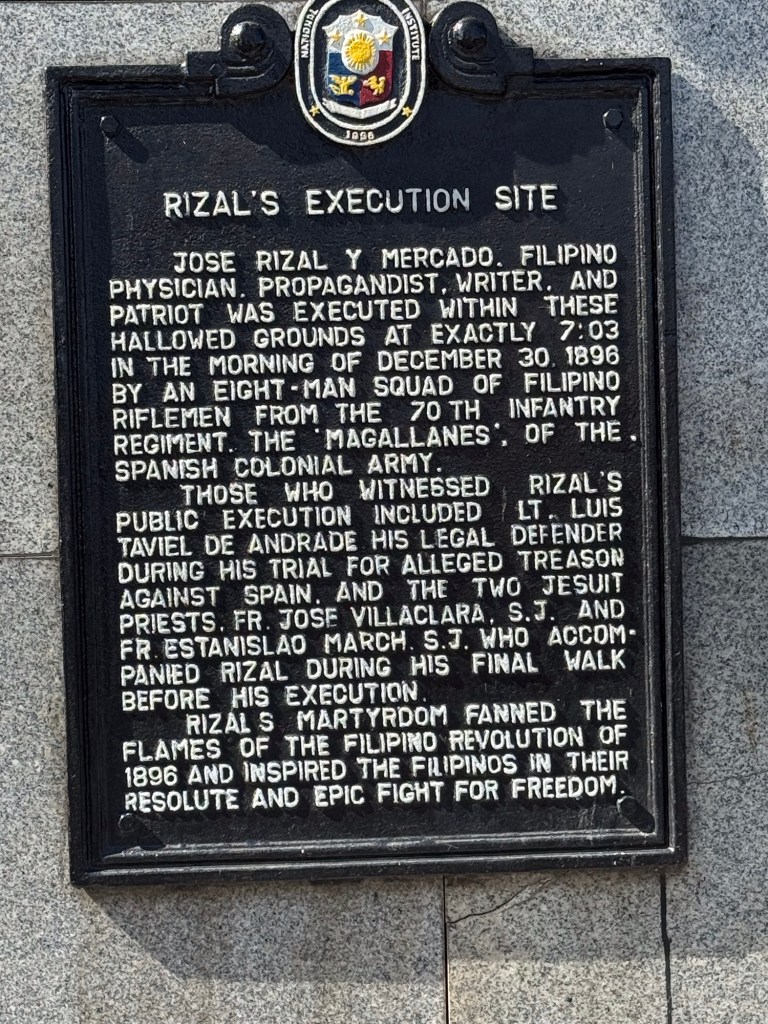 1996
RIZAL'S EXECUTION SITE
JOSE RIZAL Y MERCADO. FILIPINO
PHYSICIAN. PROPAGANDIST, WRITER, AND
PATRIOT WAS EXECUTED WITHIN THESE
HALLOWED GROUNDS AT EXACTLY 7:03
IN THE MORNING OF DECEMBER 30, 1896
BY AN EIGHT-MAN SQUAD OF FILIPINO
RIFLEMEN FROM THE 70TH INFANTRY
REGIMENT. THE 'MAGALLANES', OF THE
SPANISH COLONIAL ARMY.
THOSE WHO WITNESSED RIZAL'S
PUBLIC EXECUTION INCLUDED LT. LUIS
TAVIEL DE ANDRADE HIS LEGAL DEFENDER
DURING HIS TRIAL FOR ALLEGED TREASON
AGAINST SPAIN, AND THE TWO JESUIT
PRIESTS, FR. JOSE VILLACLARA, S.J. AND
FR. ESTANISLAO MARCH. S.J. WHO ACCOM-
PANIED RIZAL DURING HIS FINAL WALK
BEFORE HIS EXECUTION.
RIZAL'S MARTYRDOM FANNED THE
FLAMES OF THE FILIPINO REVOLUTION OF
1896 AND INSPIRED THE FILIPINOS IN THEIR
RESOLUTE AND EPIC FIGHT FOR FREEDOM.